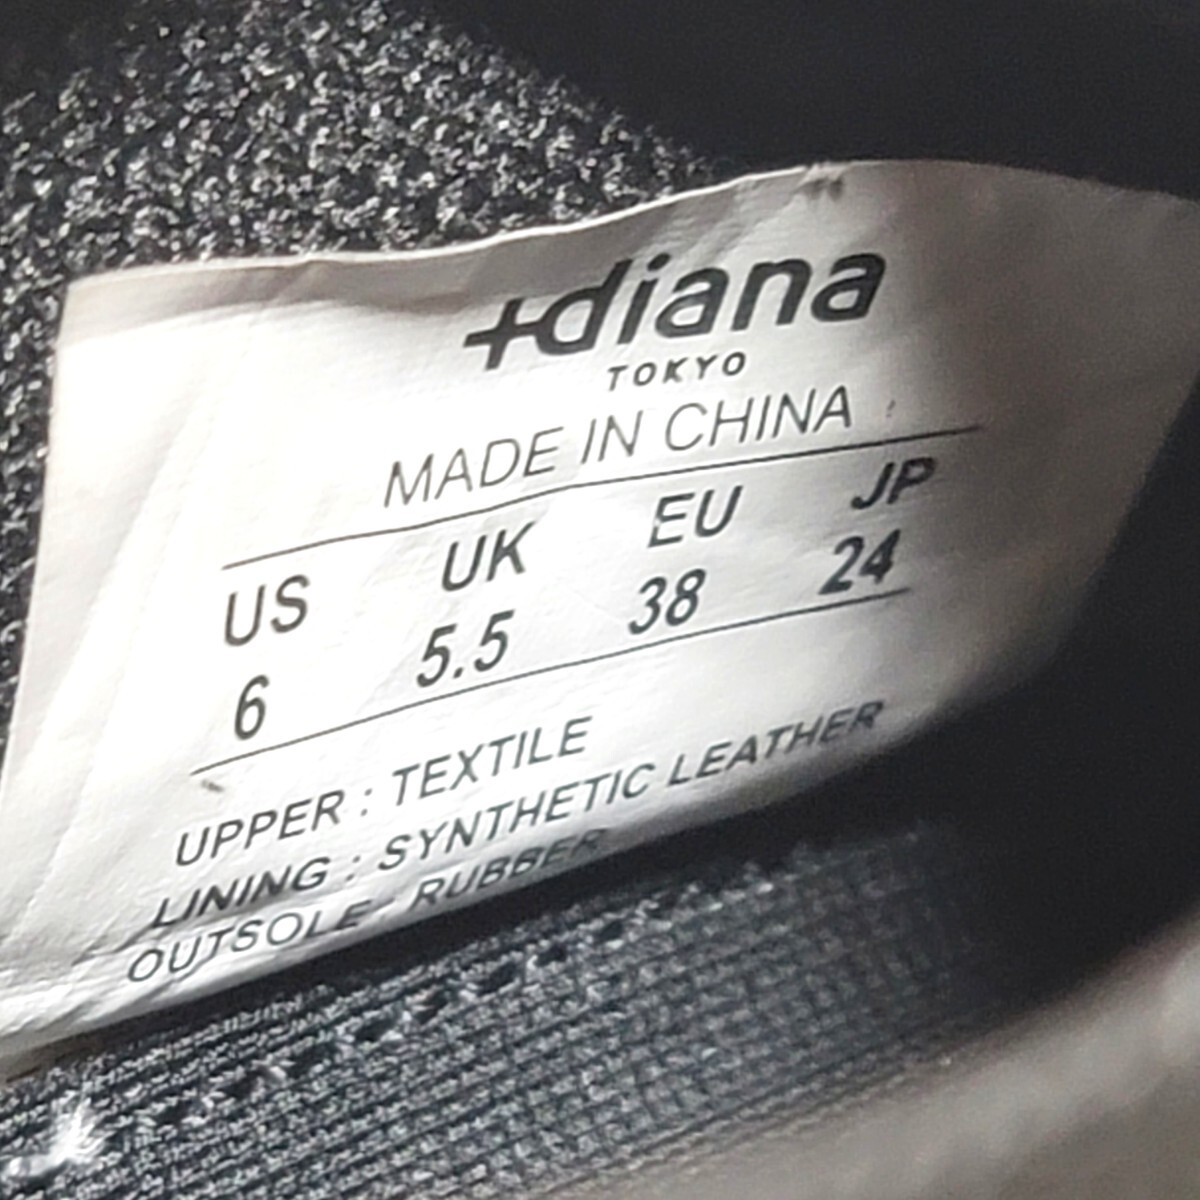 +diana
TOKYO
MADE IN CHINA
US UK EU JP
6 5.5 38 24
UPPER : TEXTILE
LINING : SYNTHETIC LEATHER
OUTSOLE : RUBBER